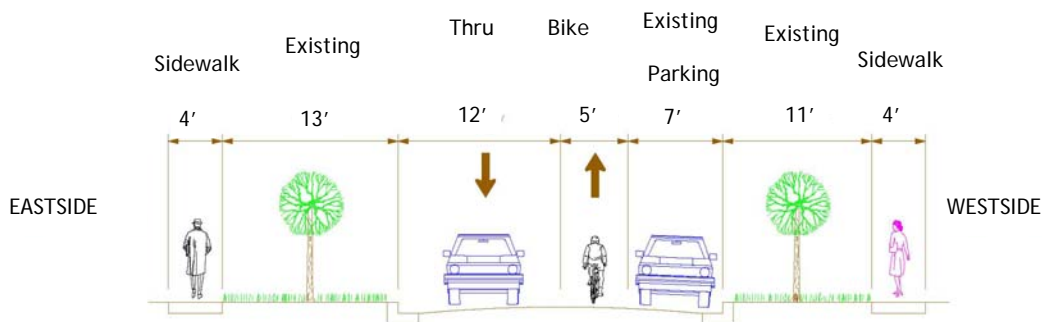 Thru Bike Existing
Existing Existing
Sidewalk Sidewalk
Parking
4′ 13′ 12′ 5′ 7′ 11′ 4′
EASTSIDE WESTSIDE